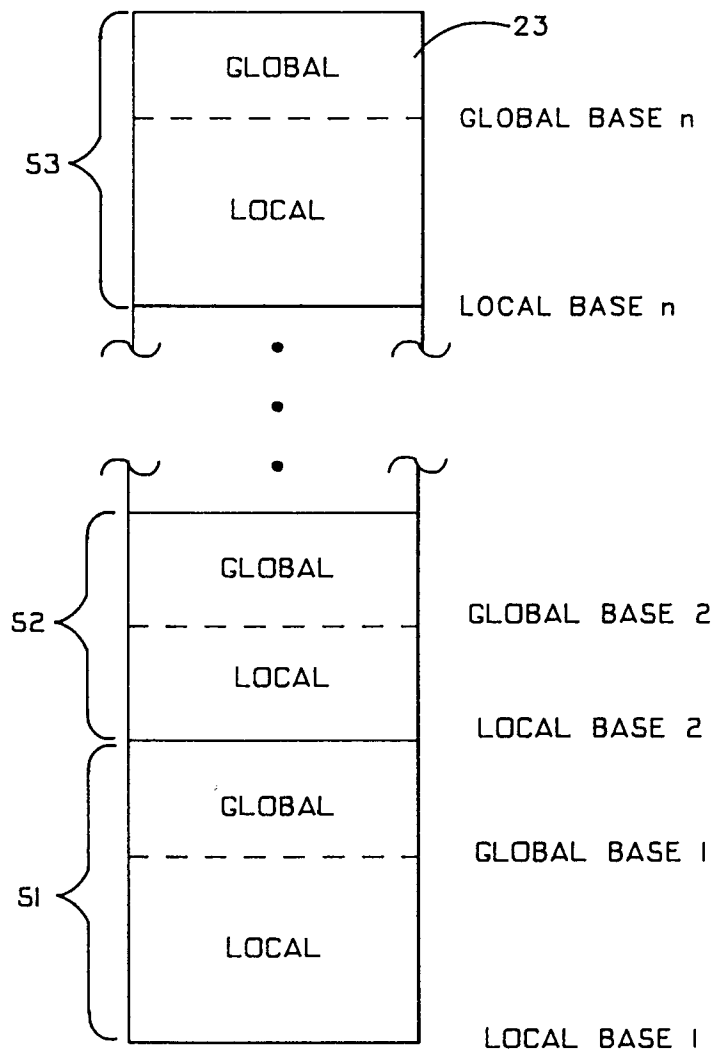 23
GLOBAL
GLOBAL BASE n
S3
LOCAL
LOCAL BASE n
GLOBAL
GLOBAL BASE 2
S2
LOCAL
LOCAL BASE 2
GLOBAL
GLOBAL BASE 1
S1
LOCAL
LOCAL BASE 1